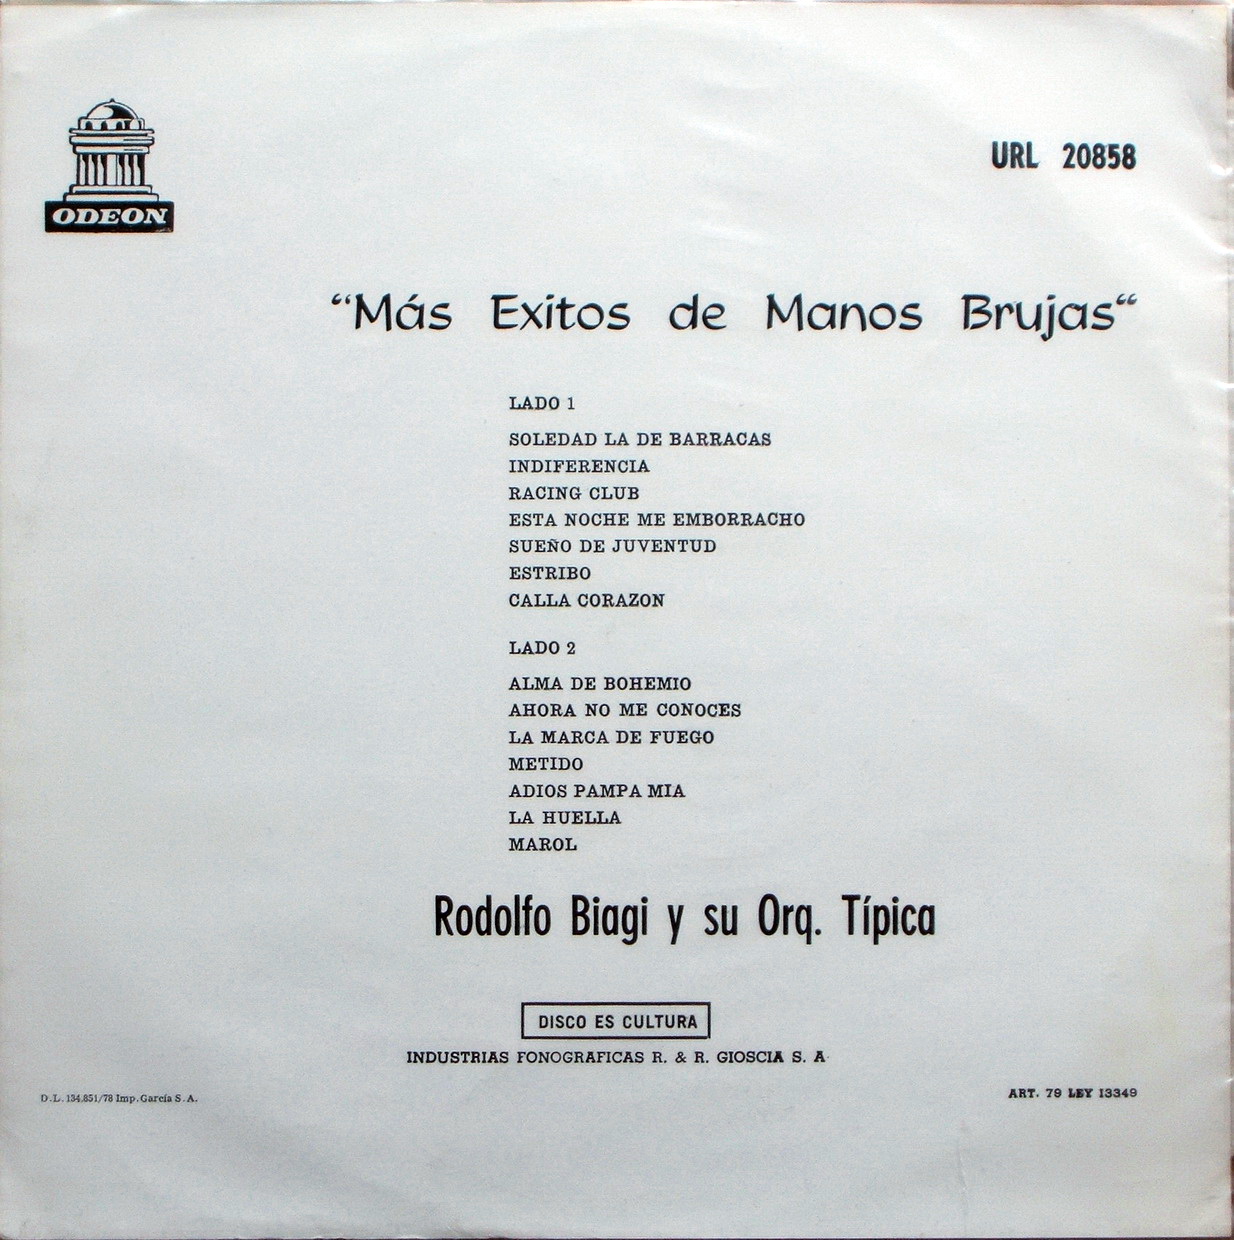 ODEON
URL 20858
“Más Exitos de Manos Brujas“
LADO 1
SOLEDAD LA DE BARRACAS
INDIFERENCIA
RACING CLUB
ESTA NOCHE ME EMBORRACHO
SUEÑO DE JUVENTUD
ESTRIBO
CALLA CORAZON
LADO 2
ALMA DE BOHEMIO
AHORA NO ME CONOCES
LA MARCA DE FUEGO
METIDO
ADIOS PAMPA MIA
LA HUELLA
MAROL
Rodolfo Biagi y su Orq. Típica
DISCO ES CULTURA
INDUSTRIAS FONOGRAFICAS R. & R. GIOSCIA S. A
D.L. 134.851/78 Imp. García S.A.
ART. 79 LEY 13349